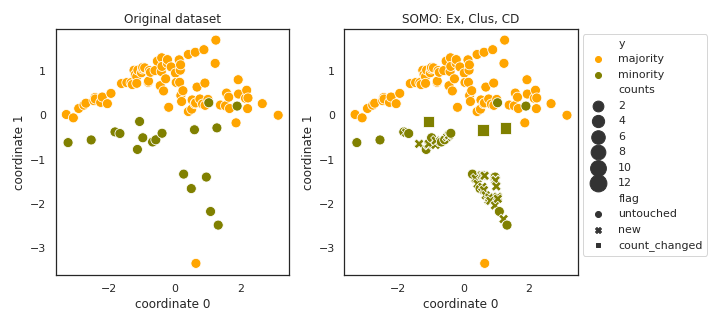 Original dataset
SOMO: Ex, Clus, CD
coordinate 1
1
0
−1
−2
−3
−2
0
2
coordinate 0
coordinate 1
1
0
−1
−2
−3
−2
0
2
coordinate 0
y
majority
minority
counts
2
4
6
8
10
12
flag
untouched
new
count_changed